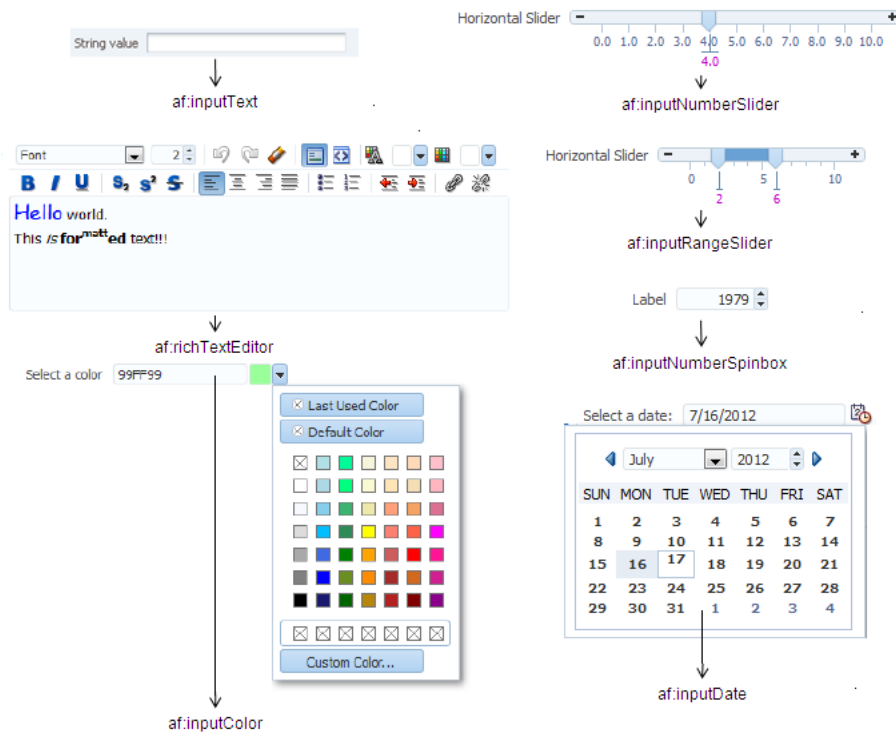 String value
af:inputText
Font 2
B I U S₂ S² S
Hello world.
This is for^matt ed text!!!
af:richTextEditor
Select a color 99FF99
Last Used Color
Default Color
Custom Color...
af:inputColor
Horizontal Slider
0.0 1.0 2.0 3.0 4.0 5.0 6.0 7.0 8.0 9.0 10.0
4.0
af:inputNumberSlider
Horizontal Slider
0 5 10
2 6
af:inputRangeSlider
Label 1979
af:inputNumberSpinbox
Select a date: 7/16/2012
July 2012
SUN MON TUE WED THU FRI SAT
1 2 3 4 5 6 7
8 9 10 11 12 13 14
15 16 17 18 19 20 21
22 23 24 25 26 27 28
29 30 31 1 2 3 4
af:inputDate